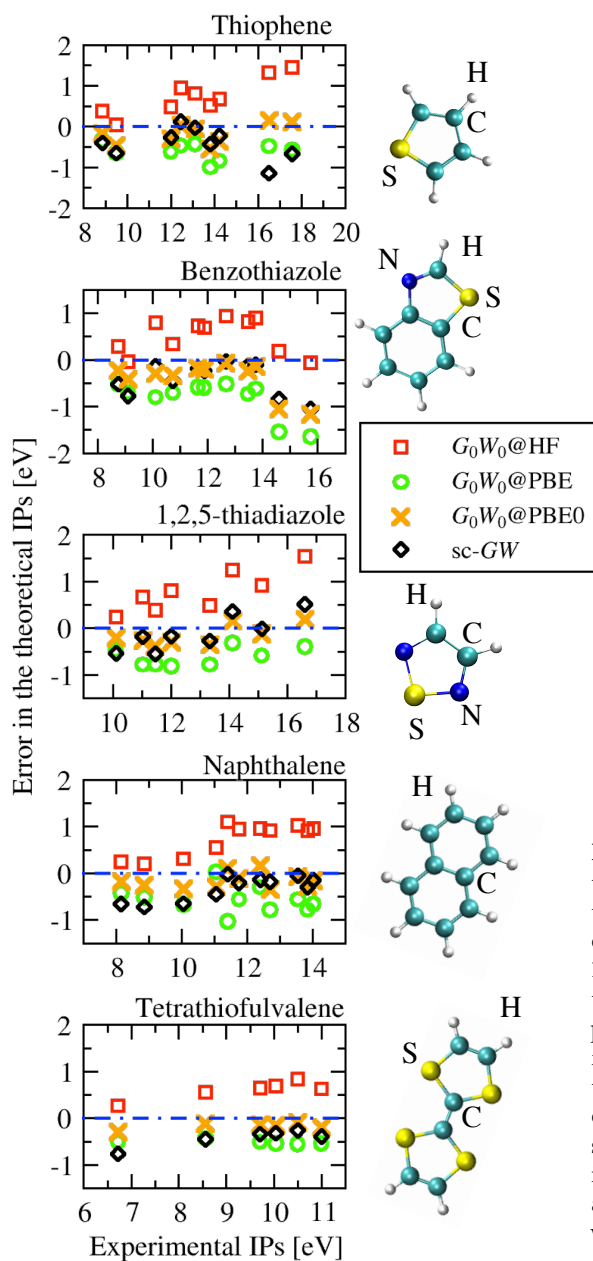 Thiophene
2
1
0
-1
-2
8 10 12 14 16 18 20
H
C
S
Benzothiazole
1
0
-1
-2
8 10 12 14 16
N
H
S
C
G0W0@HF
G0W0@PBE
G0W0@PBE0
sc-GW
1,2,5-thiadiazole
2
1
0
-1
10 12 14 16 18
H
C
S
N
Naphthalene
2
1
0
-1
8 10 12 14
H
C
Tetrathiofulvalene
2
1
0
-1
6 7 8 9 10 11
H
S
C
Error in the theoretical IPs [eV]
Experimental IPs [eV]